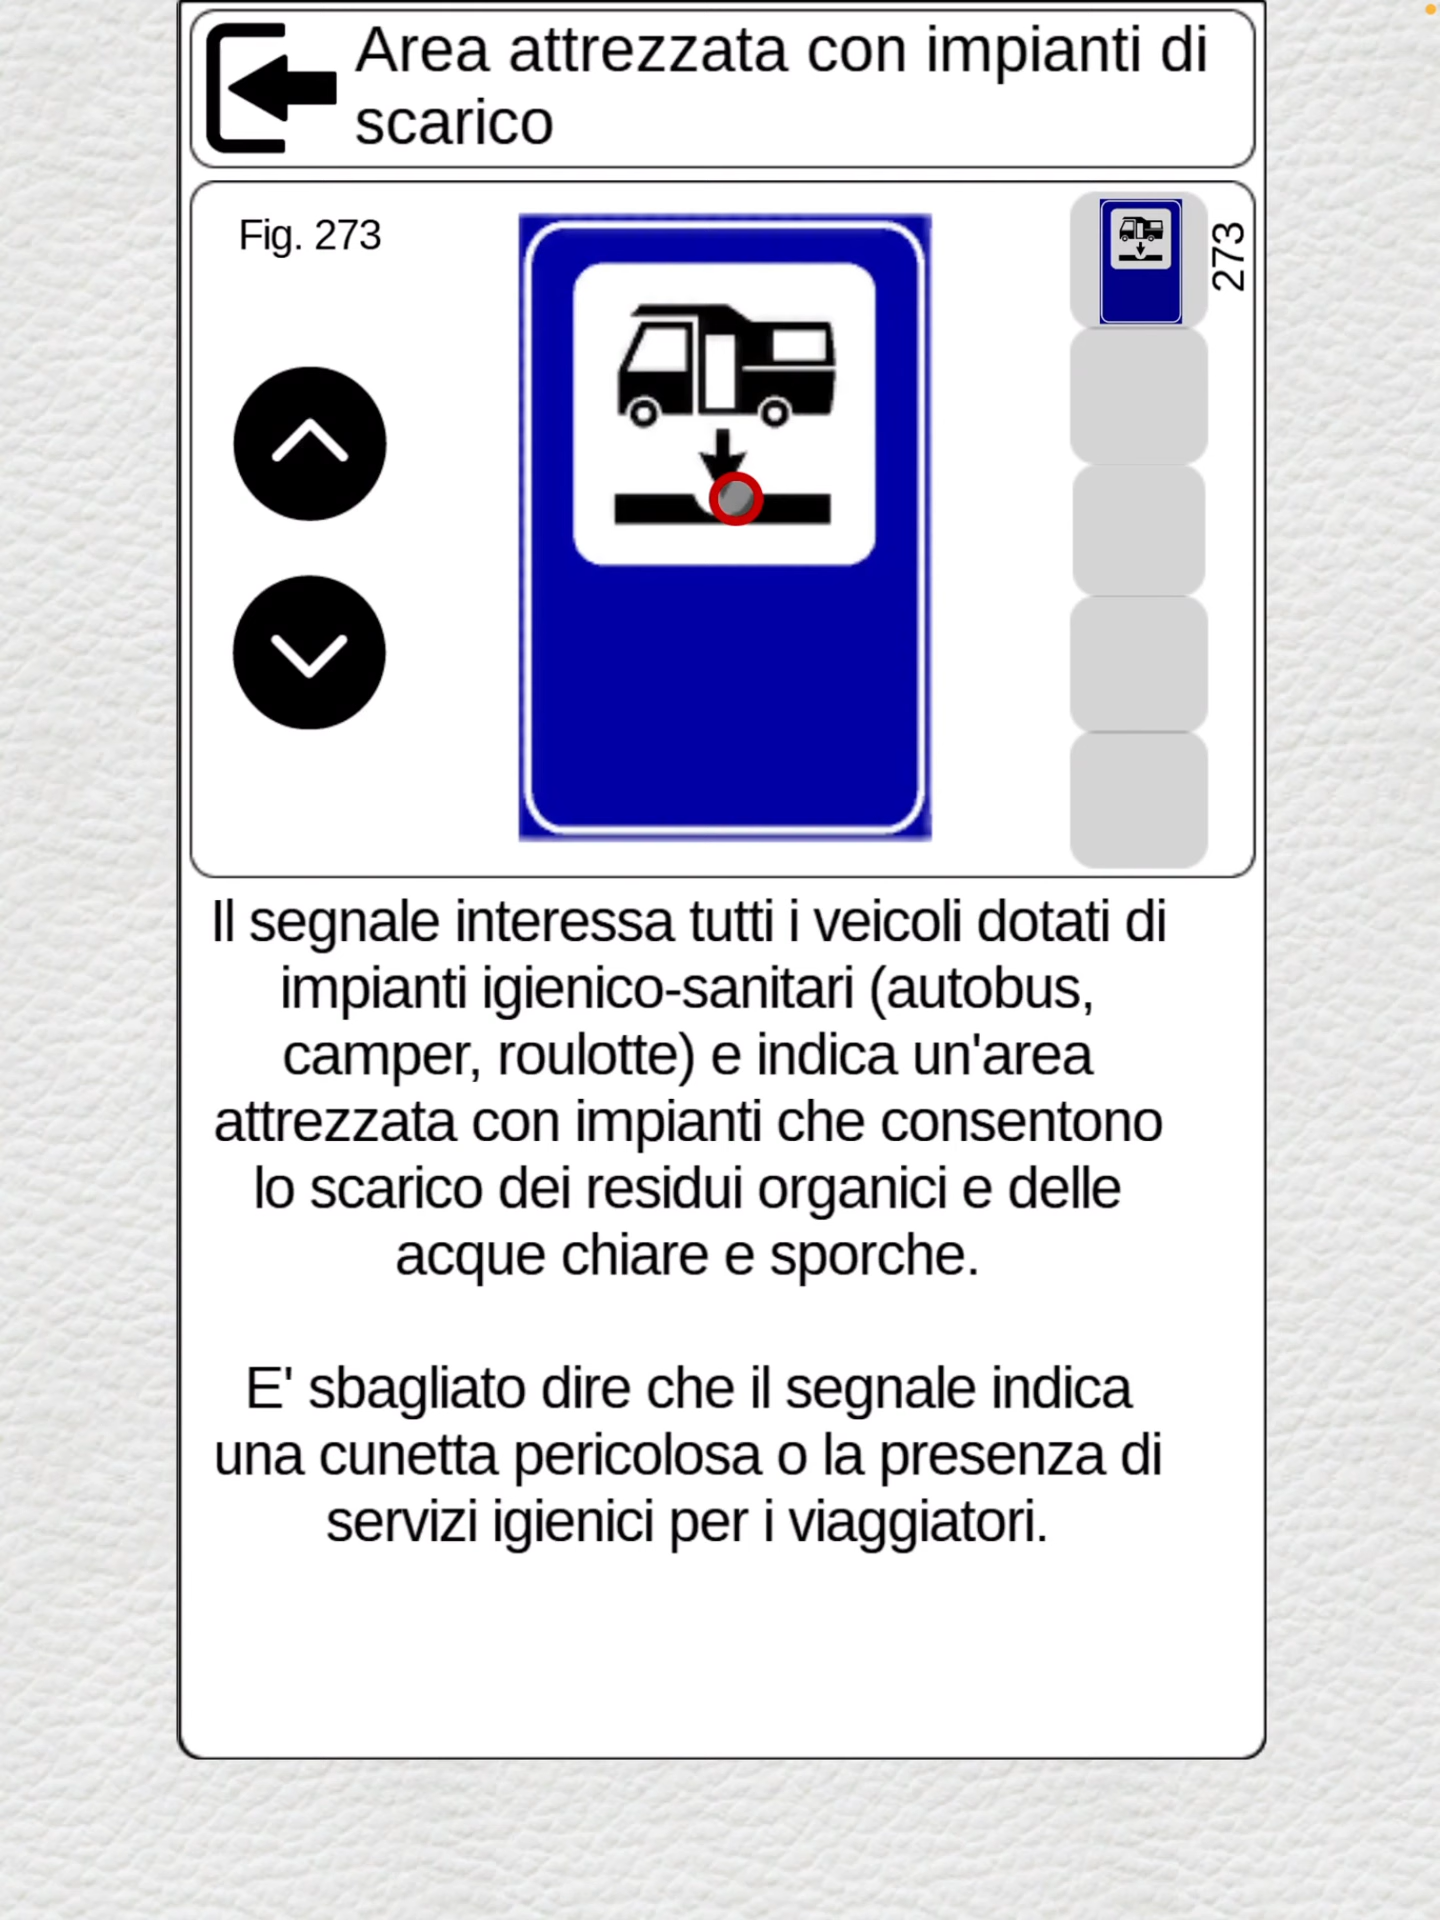 Area attrezzata con impianti di
scarico
Fig. 273
273
Il segnale interessa tutti i veicoli dotati di
impianti igienico-sanitari (autobus,
camper, roulotte) e indica un'area
attrezzata con impianti che consentono
lo scarico dei residui organici e delle
acque chiare e sporche.
E' sbagliato dire che il segnale indica
una cunetta pericolosa o la presenza di
servizi igienici per i viaggiatori.